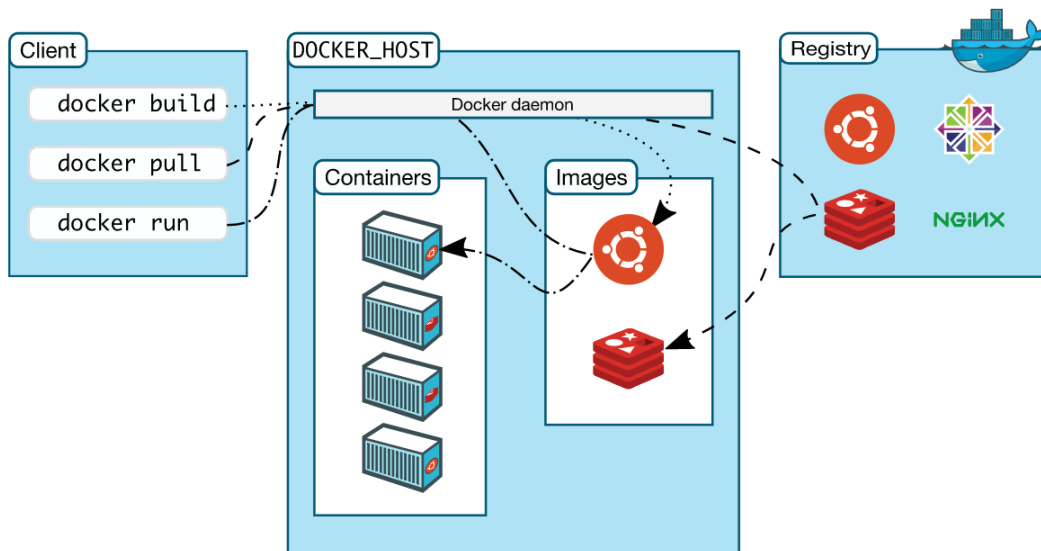 Client
docker build
docker pull
docker run
DOCKER_HOST
Docker daemon
Containers
Images
Registry
NGiNX